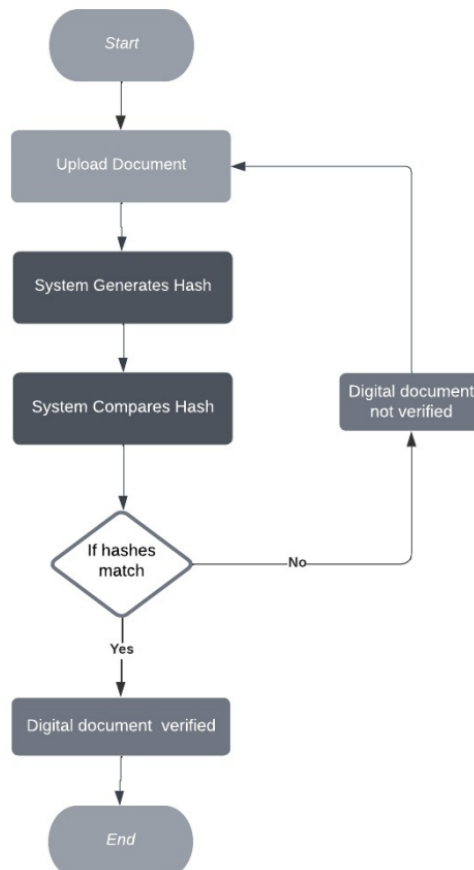 Start
Upload Document
System Generates Hash
System Compares Hash
Digital document
not verified
If hashes
match
No
Yes
Digital document  verified
End